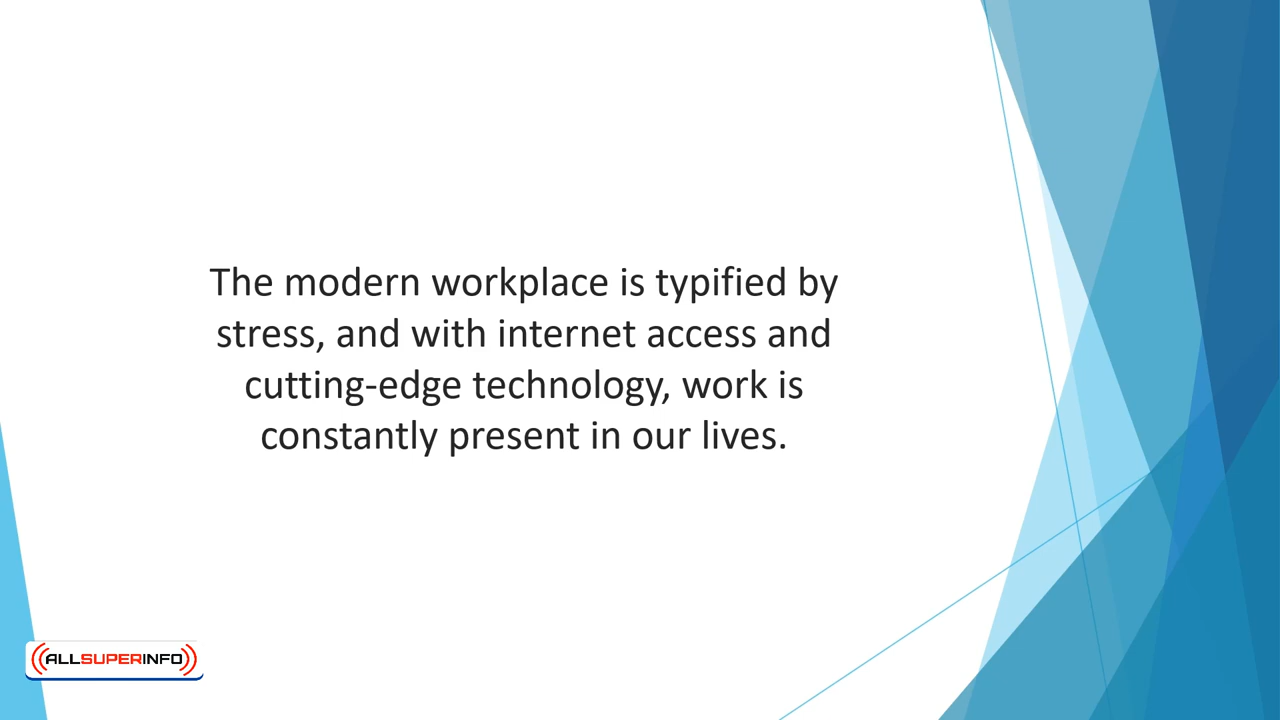 The modern workplace is typified by
stress, and with internet access and
cutting-edge technology, work is
constantly present in our lives.
ALLSUPERINFO